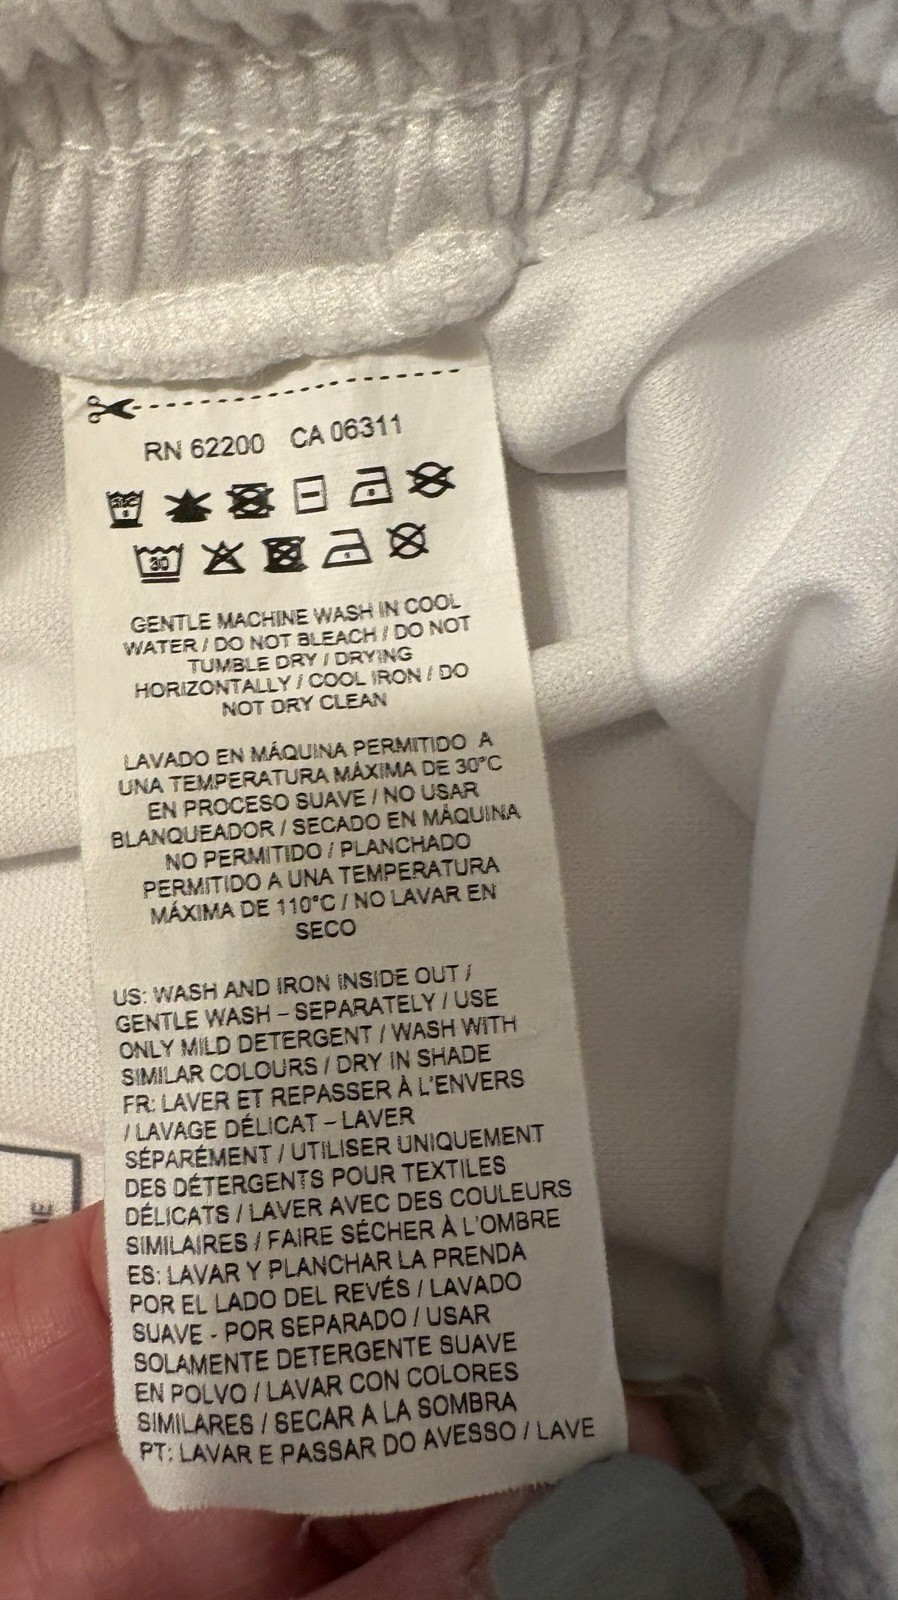 RN 62200 CA 06311
30
GENTLE MACHINE WASH IN COOL
WATER / DO NOT BLEACH / DO NOT
TUMBLE DRY / DRYING
HORIZONTALLY / COOL IRON / DO
NOT DRY CLEAN
LAVADO EN MÁQUINA PERMITIDO A
UNA TEMPERATURA MÁXIMA DE 30°C
EN PROCESO SUAVE / NO USAR
BLANQUEADOR / SECADO EN MÁQUINA
NO PERMITIDO / PLANCHADO
PERMITIDO A UNA TEMPERATURA
MÁXIMA DE 110°C / NO LAVAR EN
SECO
US: WASH AND IRON INSIDE OUT /
GENTLE WASH – SEPARATELY / USE
ONLY MILD DETERGENT / WASH WITH
SIMILAR COLOURS / DRY IN SHADE
FR: LAVER ET REPASSER À L'ENVERS
/ LAVAGE DÉLICAT – LAVER
SÉPARÉMENT / UTILISER UNIQUEMENT
DES DÉTERGENTS POUR TEXTILES
DÉLICATS / LAVER AVEC DES COULEURS
SIMILAIRES / FAIRE SÉCHER À L'OMBRE
ES: LAVAR Y PLANCHAR LA PRENDA
POR EL LADO DEL REVÉS / LAVADO
SUAVE - POR SEPARADO / USAR
SOLAMENTE DETERGENTE SUAVE
EN POLVO / LAVAR CON COLORES
SIMILARES / SECAR A LA SOMBRA
PT: LAVAR E PASSAR DO AVESSO / LAVE